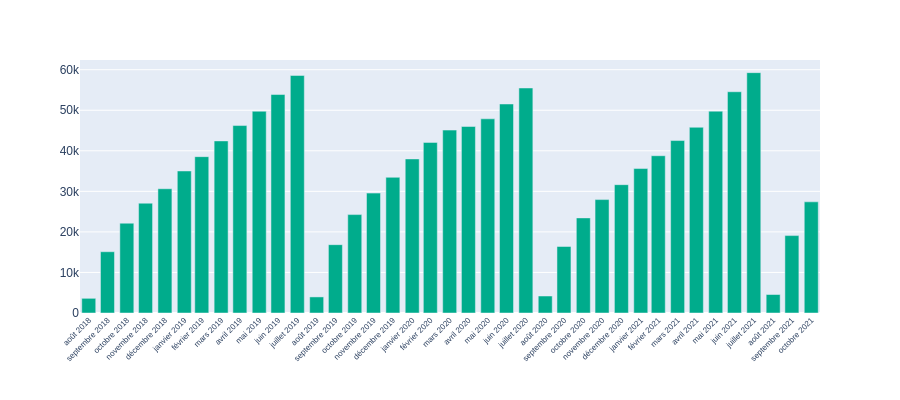 60k
50k
40k
30k
20k
10k
0
août 2018
septembre 2018
octobre 2018
novembre 2018
décembre 2018
janvier 2019
février 2019
mars 2019
avril 2019
mai 2019
juin 2019
juillet 2019
août 2019
septembre 2019
octobre 2019
novembre 2019
décembre 2019
janvier 2020
février 2020
mars 2020
avril 2020
mai 2020
juin 2020
juillet 2020
août 2020
septembre 2020
octobre 2020
novembre 2020
décembre 2020
janvier 2021
février 2021
mars 2021
avril 2021
mai 2021
juin 2021
juillet 2021
août 2021
septembre 2021
octobre 2021